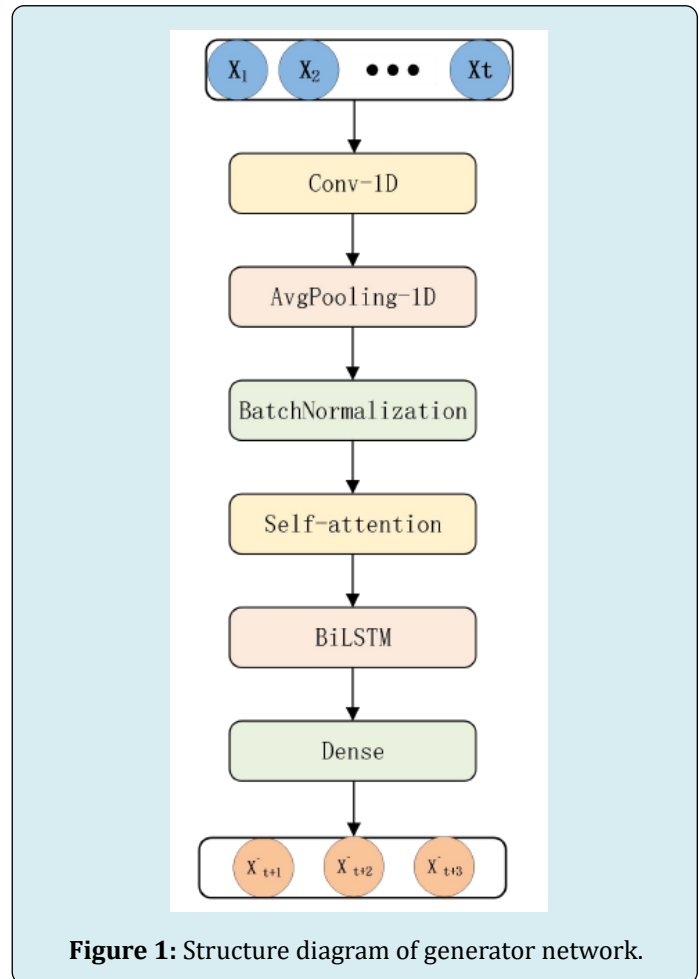 X₁ X₂ ••• Xt
Conv-1D
AvgPooling-1D
BatchNormalization
Self-attention
BiLSTM
Dense
X̂ₜ₊₁ X̂ₜ₊₂ X̂ₜ₊₃
Figure 1: Structure diagram of generator network.